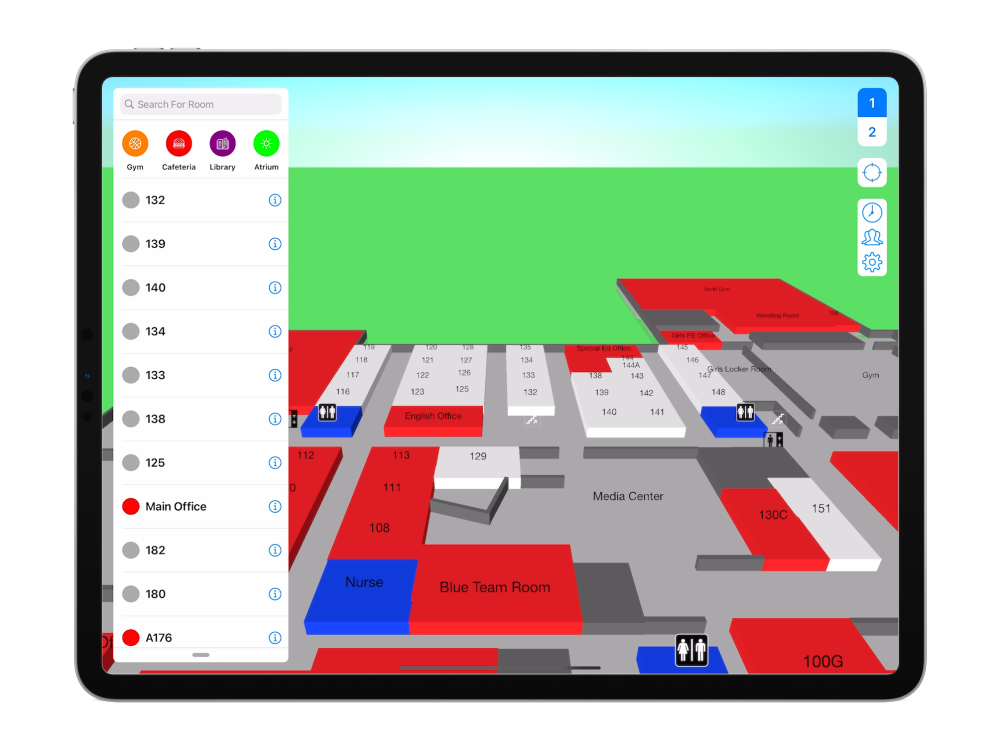 Search For Room
Gym
Cafeteria
Library
Atrium
132
139
140
134
133
138
125
Main Office
182
180
A176
1
2
North Gym
Wrestling Room
Girls PE Office
Girls Locker Room
Gym
119
118
117
116
120
128
121
127
122
126
123
125
English Office
135
134
133
132
Special Ed Office
144
144A
138
143
139
142
140
141
145
146
147
148
112
113
111
108
129
Media Center
130C
151
Nurse
Blue Team Room
100G